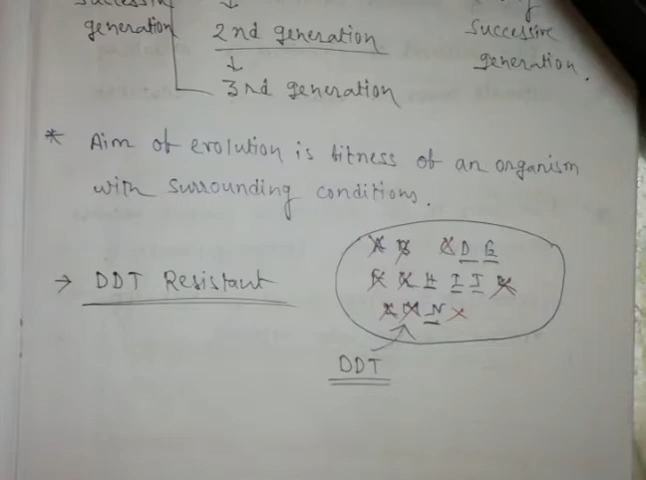 generation 2nd generation successive
3rd generation generation.
* Aim of evolution is fitness of an organism
with surrounding conditions.
→ DDT Resistant
D E
H I J
N
DDT